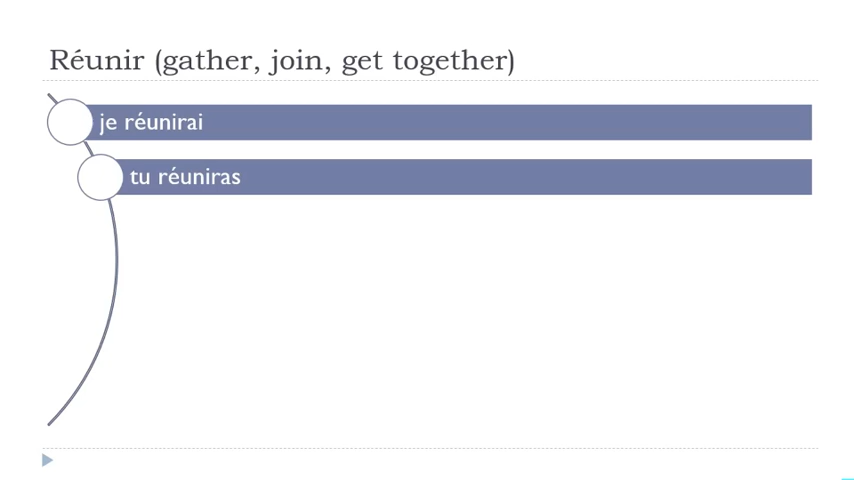 Réunir (gather, join, get together)
je réunirai
tu réuniras